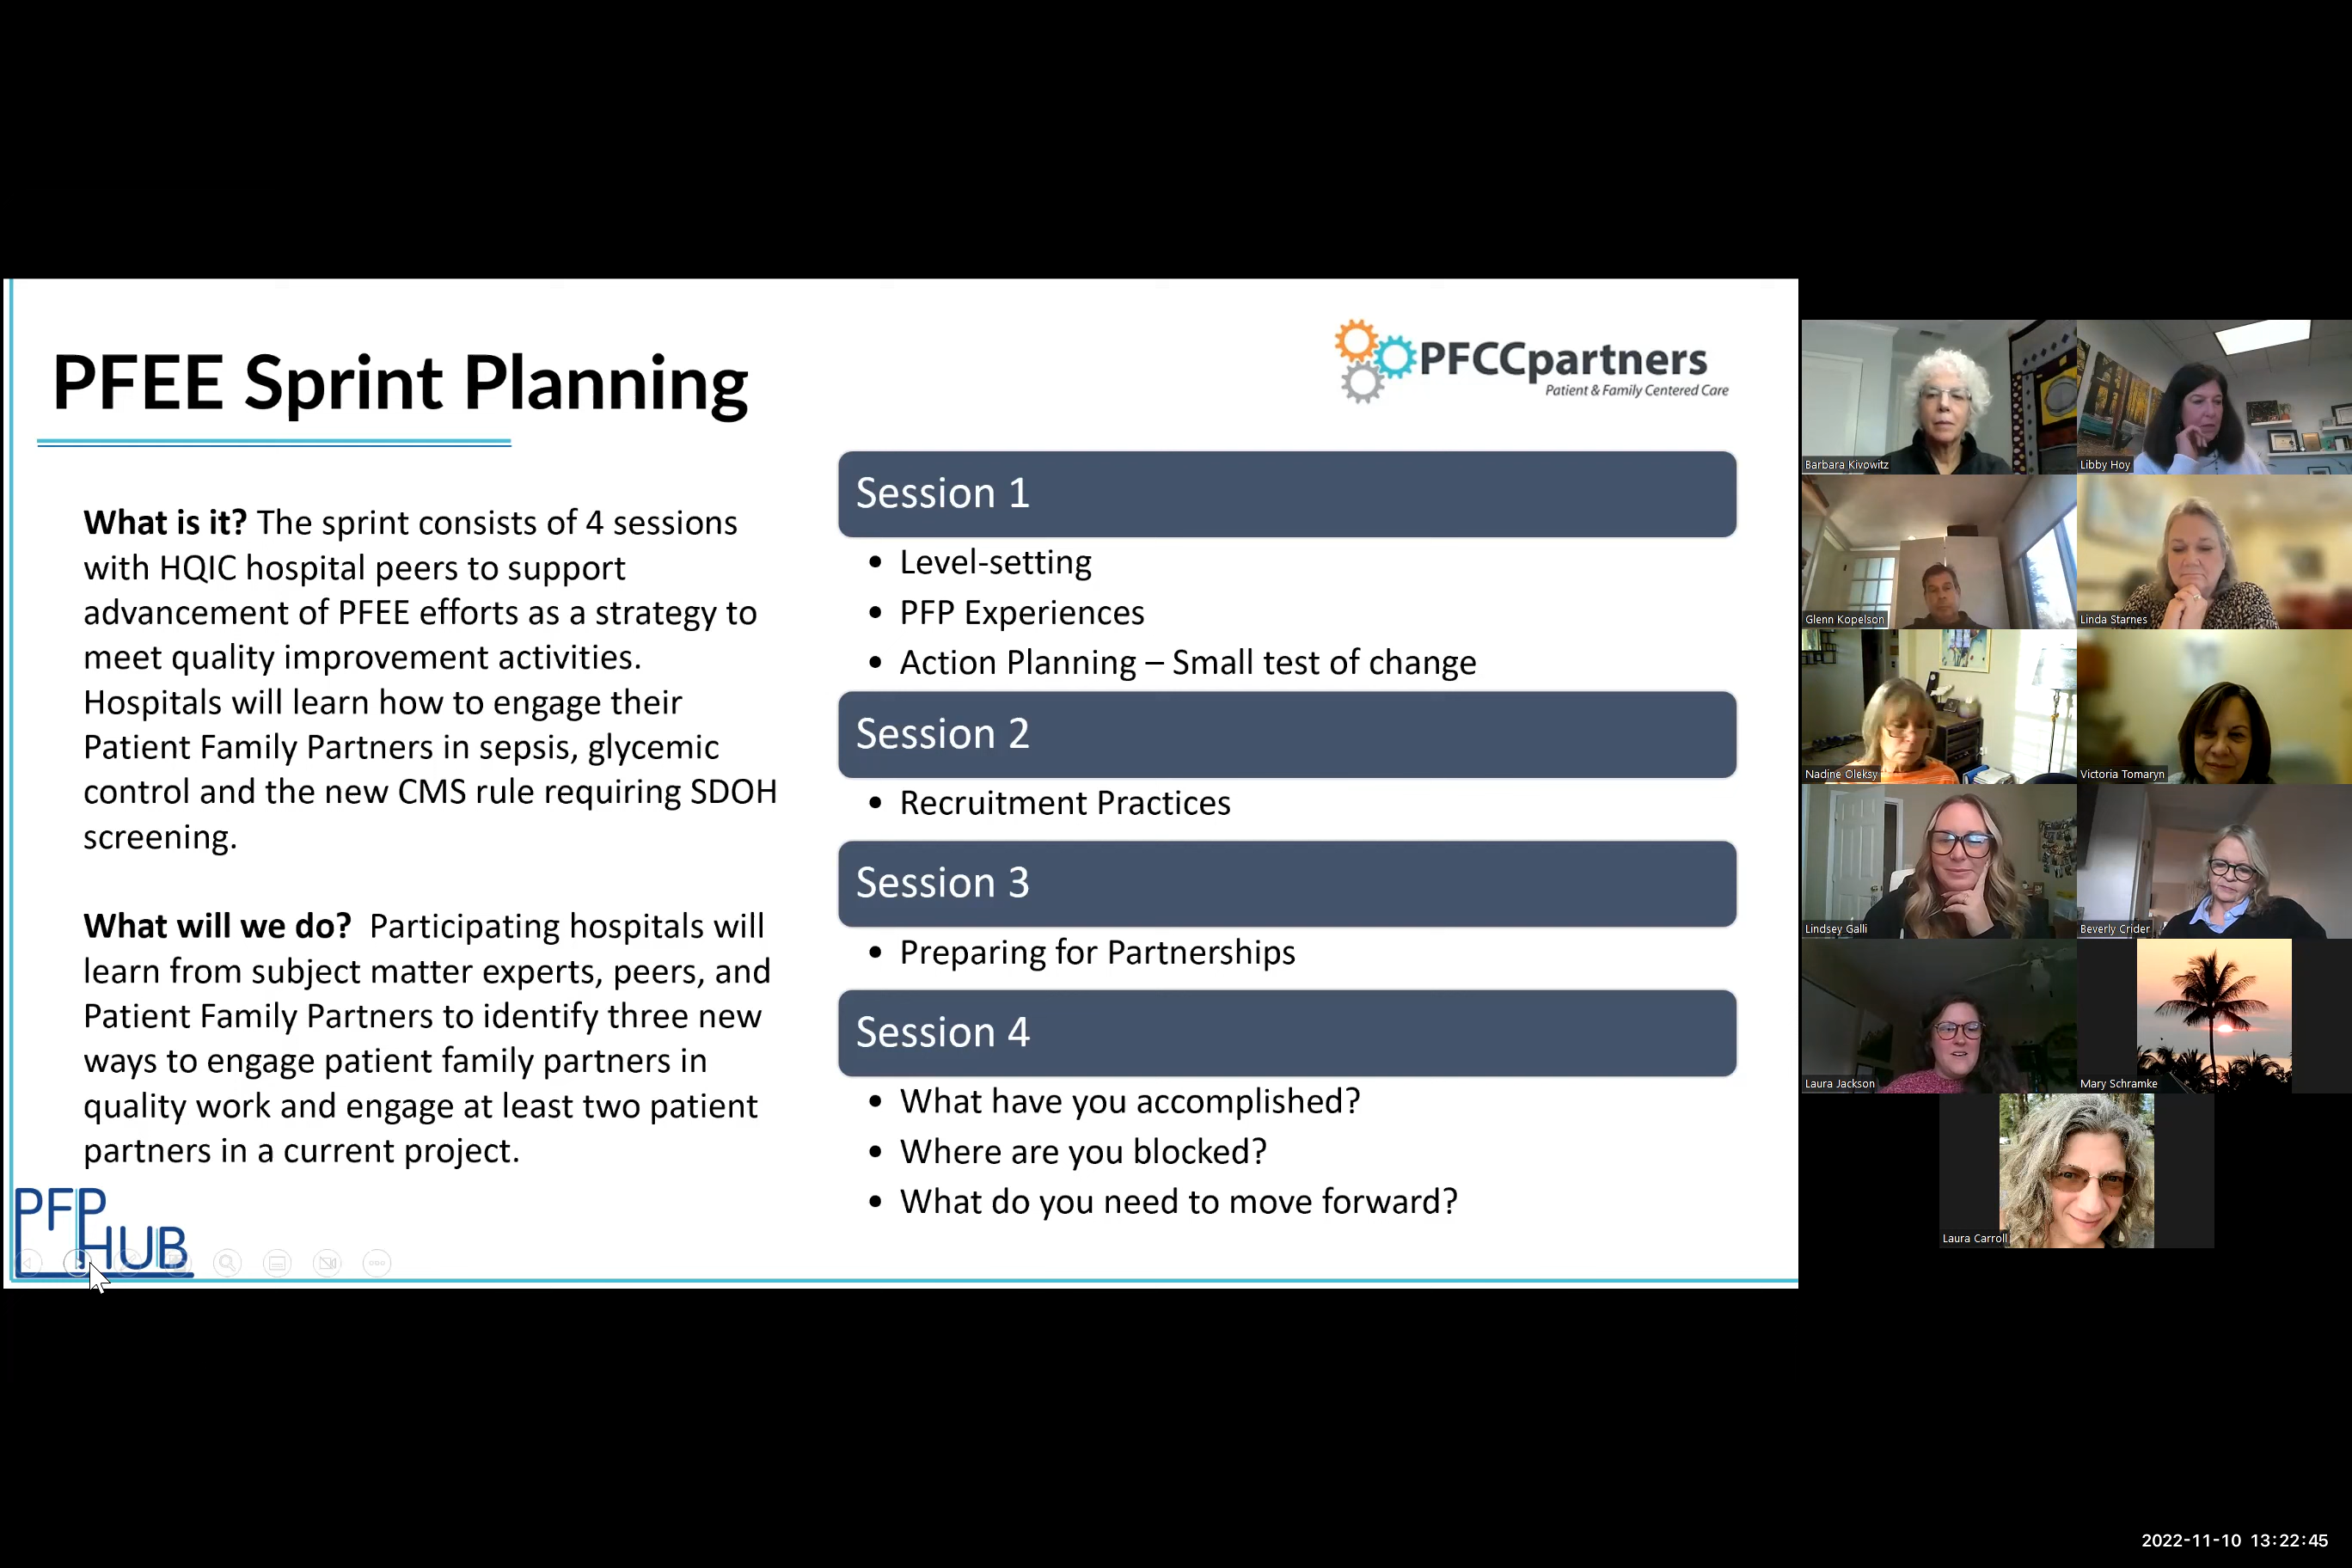 PFEE Sprint Planning
PFCCpartners
Patient & Family Centered Care
What is it? The sprint consists of 4 sessions
with HQIC hospital peers to support
advancement of PFEE efforts as a strategy to
meet quality improvement activities.
Hospitals will learn how to engage their
Patient Family Partners in sepsis, glycemic
control and the new CMS rule requiring SDOH
screening.
What will we do? Participating hospitals will
learn from subject matter experts, peers, and
Patient Family Partners to identify three new
ways to engage patient family partners in
quality work and engage at least two patient
partners in a current project.
PFP
HUB
Session 1
• Level-setting
• PFP Experiences
• Action Planning – Small test of change
Session 2
• Recruitment Practices
Session 3
• Preparing for Partnerships
Session 4
• What have you accomplished?
• Where are you blocked?
• What do you need to move forward?
Barbara Kivowitz
Libby Hoy
Glenn Kopelson
Linda Starnes
Nadine Oleksy
Victoria Tomaryn
Lindsey Galli
Beverly Crider
Laura Jackson
Mary Schramke
Laura Carroll
2022-11-10 13:22:45